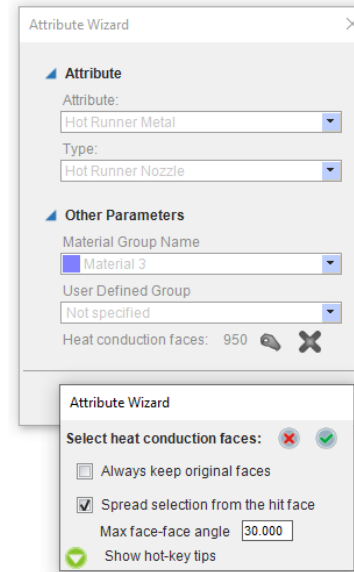 Attribute Wizard
Attribute
Attribute:
Hot Runner Metal
Type:
Hot Runner Nozzle
Other Parameters
Material Group Name
Material 3
User Defined Group
Not specified
Heat conduction faces: 950
Attribute Wizard
Select heat conduction faces:
Always keep original faces
Spread selection from the hit face
Max face-face angle 30.000
Show hot-key tips